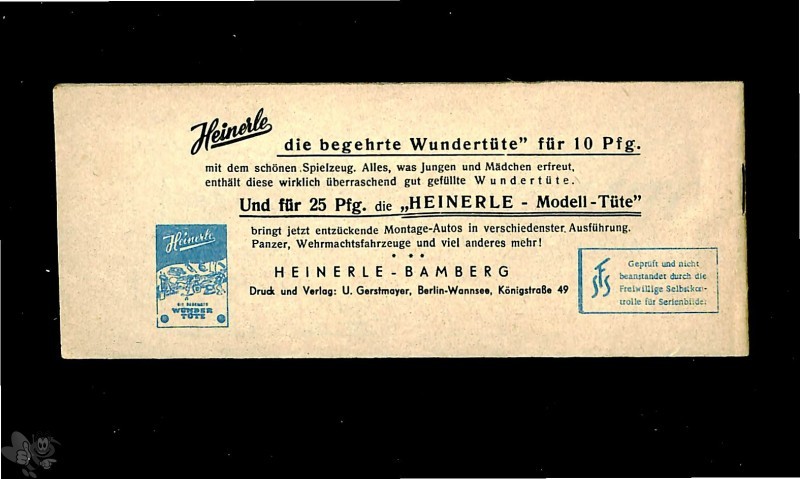 Heinerle
die begehrte Wundertüte” für 10 Pfg.
mit dem schönen Spielzeug. Alles, was Jungen und Mädchen erfreut,
enthält diese wirklich überraschend gut gefüllte Wundertüte.
Und für 25 Pfg. die „HEINERLE - Modell-Tüte”
bringt jetzt entzückende Montage-Autos in verschiedenster Ausführung.
Panzer, Wehrmachtsfahrzeuge und viel anderes mehr!
HEINERLE-BAMBERG
Druck und Verlag: U. Gerstmayer, Berlin-Wannsee, Königstraße 49
Heinerle
DIE BEGEHRTE
WUNDER
TÜTE
Geprüft und nicht
beanstandet durch die
Freiwillige Selbstkon-
trolle für Serienbilder